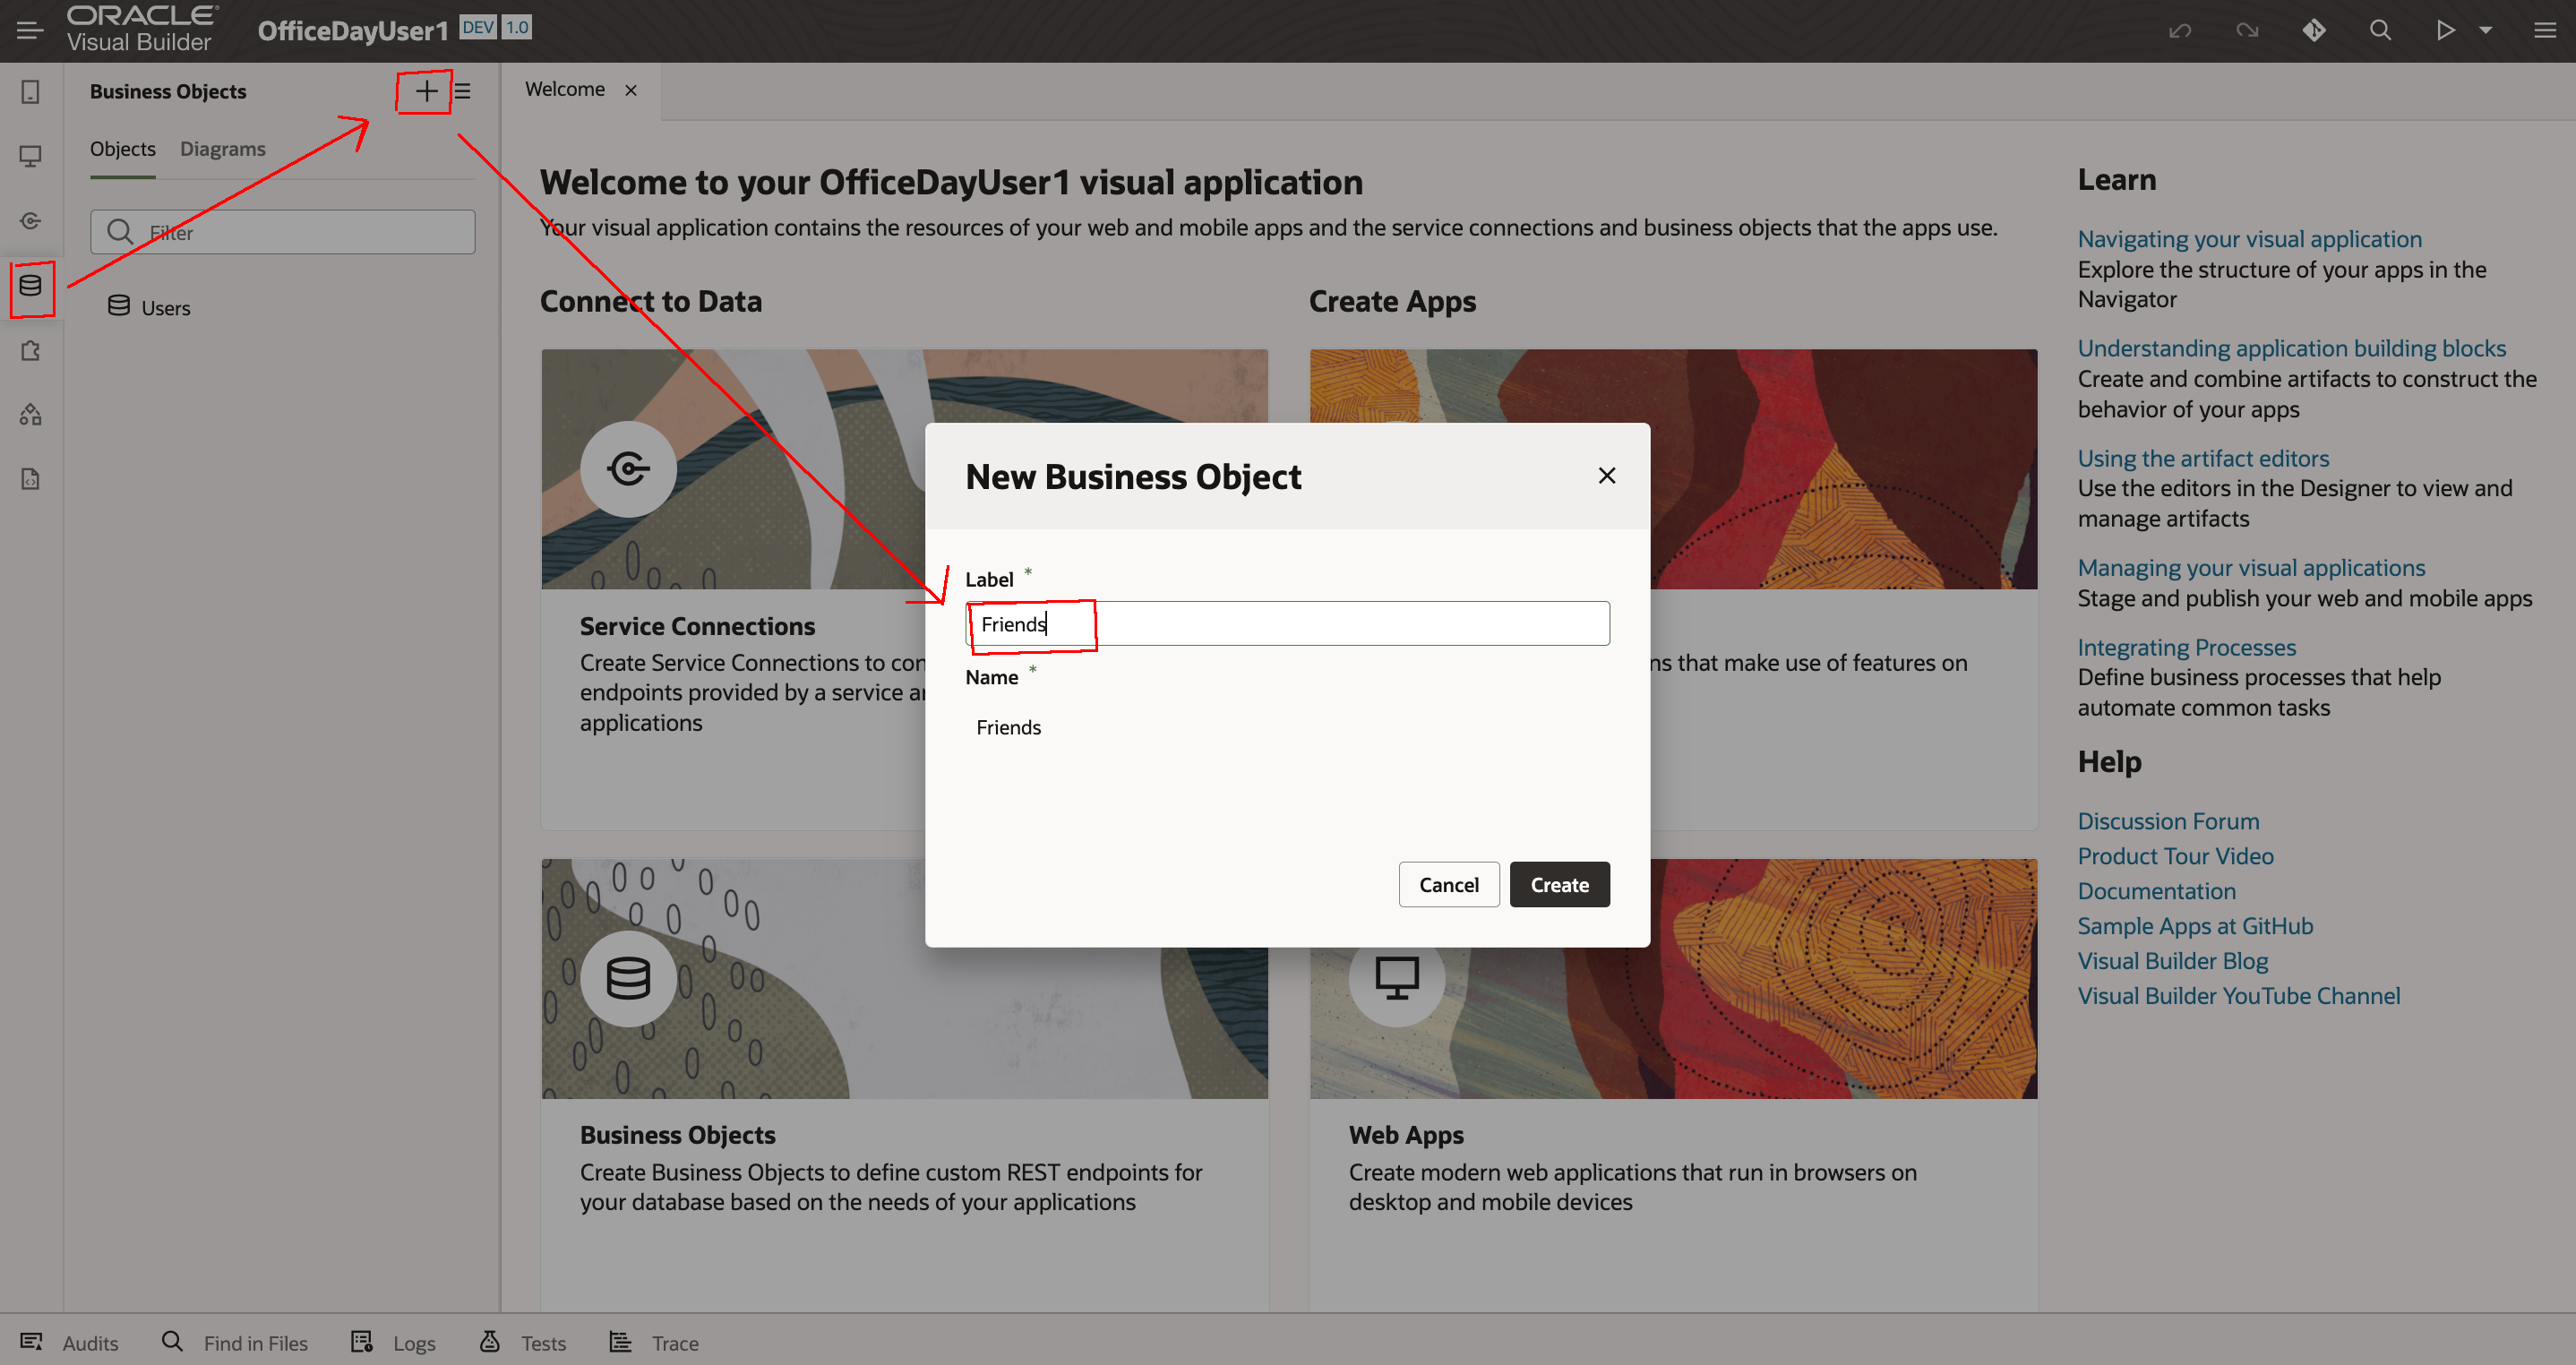 ORACLE
Visual Builder
OfficeDayUser1 DEV 1.0
Business Objects
Objects Diagrams
Filter
Users
Welcome
Welcome to your OfficeDayUser1 visual application
Your visual application contains the resources of your web and mobile apps and the service connections and business objects that the apps use.
Connect to Data
Service Connections
Create Service Connections to con
endpoints provided by a service a
applications
Business Objects
Create Business Objects to define custom REST endpoints for
your database based on the needs of your applications
Create Apps
ns that make use of features on
Web Apps
Create modern web applications that run in browsers on
desktop and mobile devices
New Business Object
Label *
Friends
Name *
Friends
Cancel Create
Learn
Navigating your visual application
Explore the structure of your apps in the
Navigator
Understanding application building blocks
Create and combine artifacts to construct the
behavior of your apps
Using the artifact editors
Use the editors in the Designer to view and
manage artifacts
Managing your visual applications
Stage and publish your web and mobile apps
Integrating Processes
Define business processes that help
automate common tasks
Help
Discussion Forum
Product Tour Video
Documentation
Sample Apps at GitHub
Visual Builder Blog
Visual Builder YouTube Channel
Audits Find in Files Logs Tests Trace